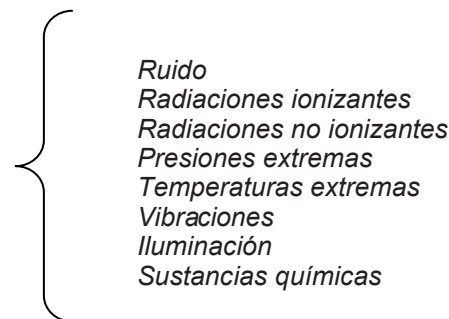 Ruido
Radiaciones ionizantes
Radiaciones no ionizantes
Presiones extremas
Temperaturas extremas
Vibraciones
Iluminación
Sustancias químicas